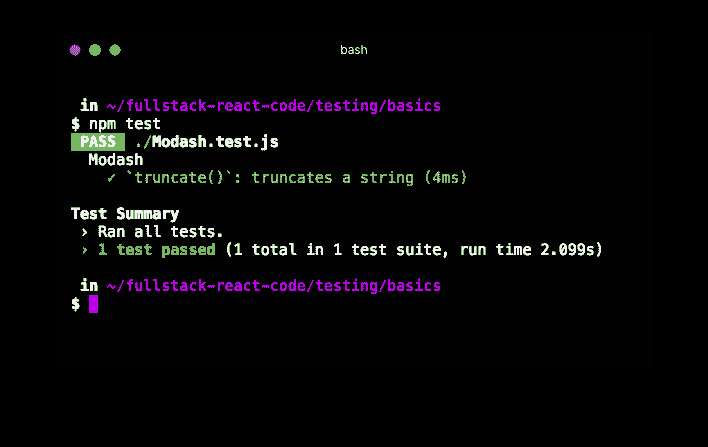 bash
in ~/fullstack-react-code/testing/basics
$ npm test
PASS ./Modash.test.js
Modash
✓ `truncate()`: truncates a string (4ms)
Test Summary
› Ran all tests.
› 1 test passed (1 total in 1 test suite, run time 2.099s)
in ~/fullstack-react-code/testing/basics
$